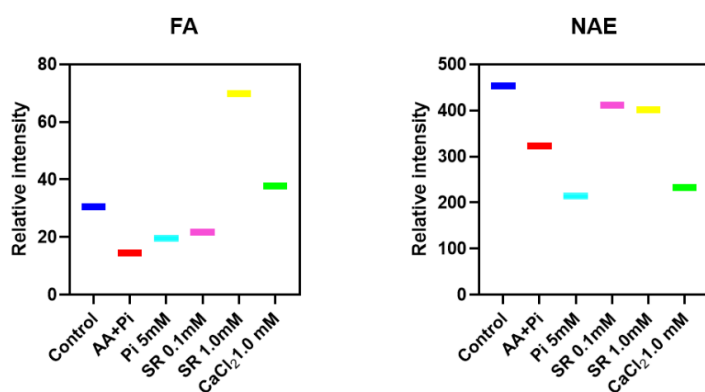 FA
Relative intensity
80
60
40
20
0
Control
AA+Pi
Pi 5mM
SR 0.1mM
SR 1.0mM
CaCl₂ 1.0 mM
NAE
Relative intensity
500
400
300
200
100
0
Control
AA+Pi
Pi 5mM
SR 0.1mM
SR 1.0mM
CaCl₂ 1.0 mM